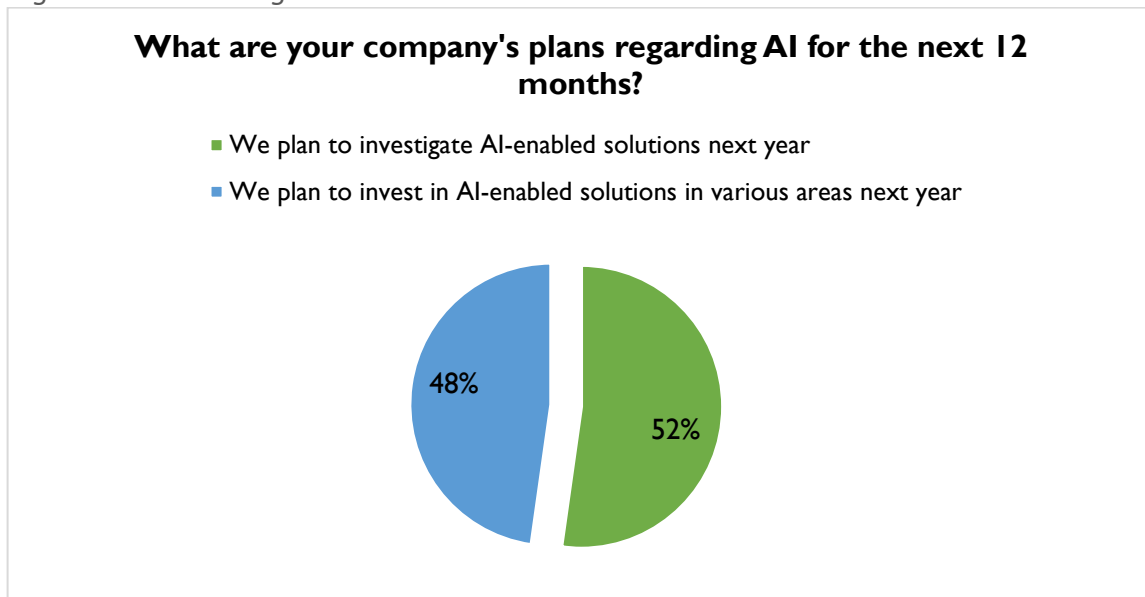 What are your company's plans regarding AI for the next 12
months?
We plan to investigate AI-enabled solutions next year
We plan to invest in AI-enabled solutions in various areas next year
48%
52%